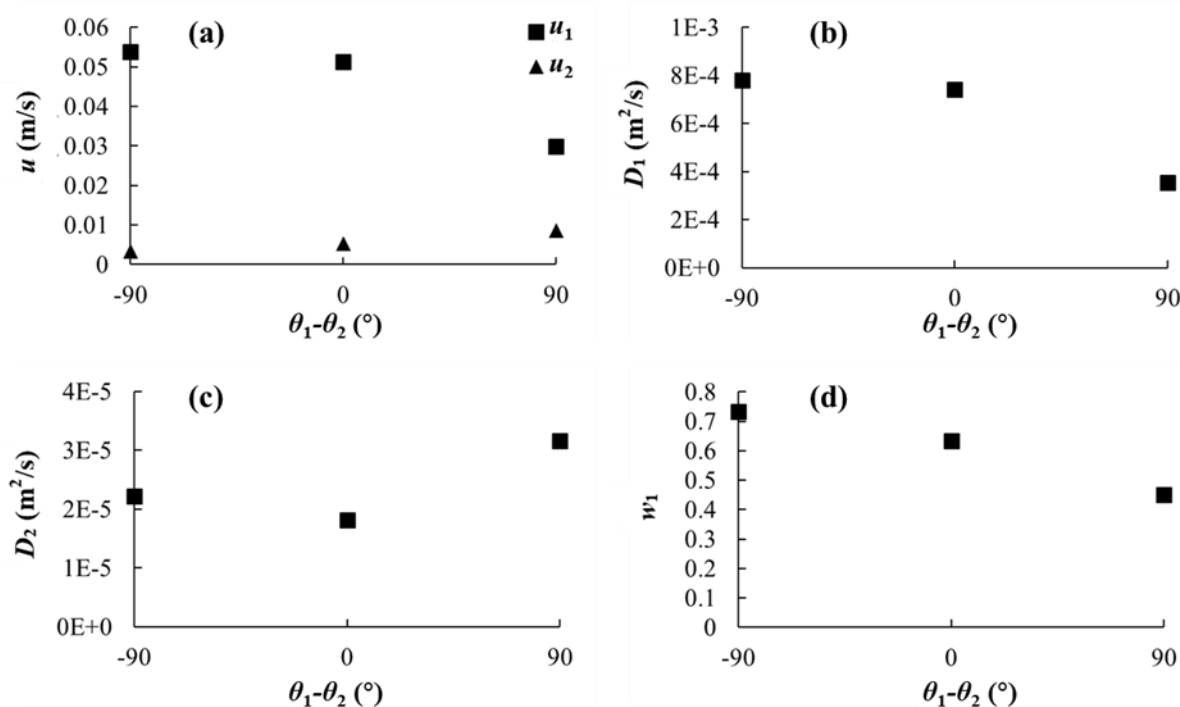 (a)
u1
u2
0.06
0.05
0.04
0.03
0.02
0.01
0
u (m/s)
-90 0 90
θ1-θ2 (°)
(b)
1E-3
8E-4
6E-4
4E-4
2E-4
0E+0
D1 (m²/s)
-90 0 90
θ1-θ2 (°)
(c)
4E-5
3E-5
2E-5
1E-5
0E+0
D2 (m²/s)
-90 0 90
θ1-θ2 (°)
(d)
0.8
0.7
0.6
0.5
0.4
0.3
0.2
0.1
0
w1
-90 0 90
θ1-θ2 (°)